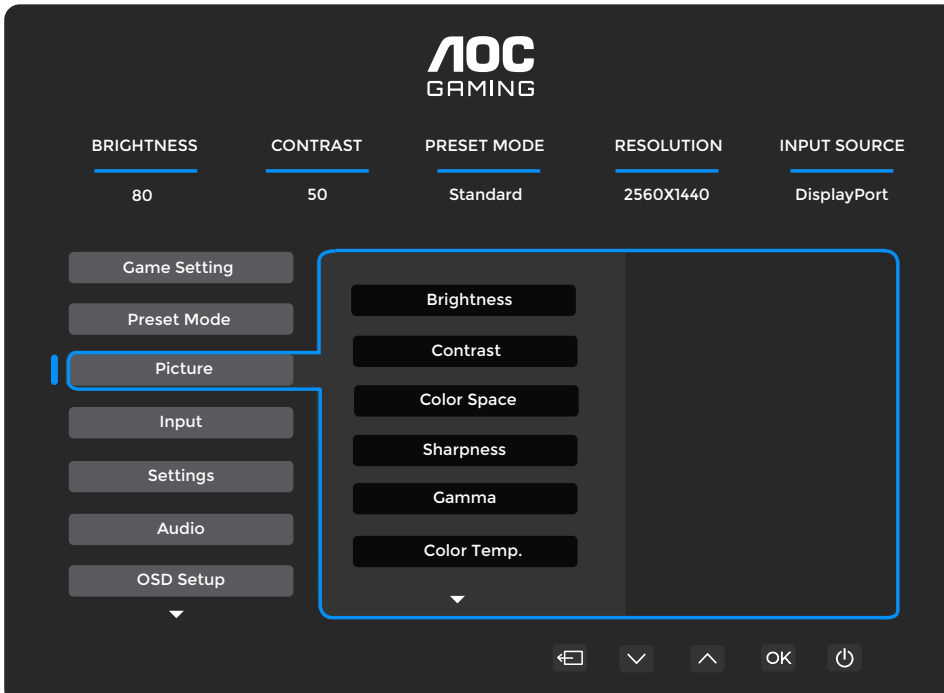 AOC
GAMING
BRIGHTNESS CONTRAST PRESET MODE RESOLUTION INPUT SOURCE
80 50 Standard 2560X1440 DisplayPort
Game Setting
Preset Mode
Picture
Input
Settings
Audio
OSD Setup
Brightness
Contrast
Color Space
Sharpness
Gamma
Color Temp.
OK